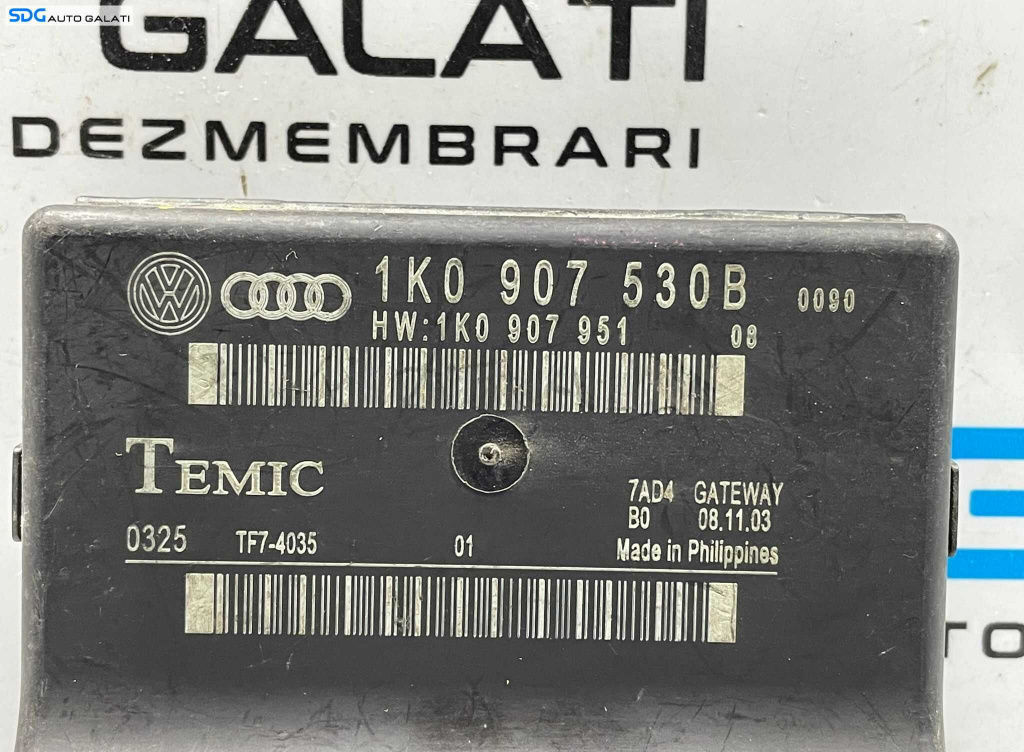 SDG AUTO GALATI
GALATI
DEZMEMBRARI
1K0 907 530B 0090
HW:1K0 907 951 08
TEMIC
7AD4 GATEWAY
B0 08.11.03
0325 TF7-4035 01 Made in Philippines